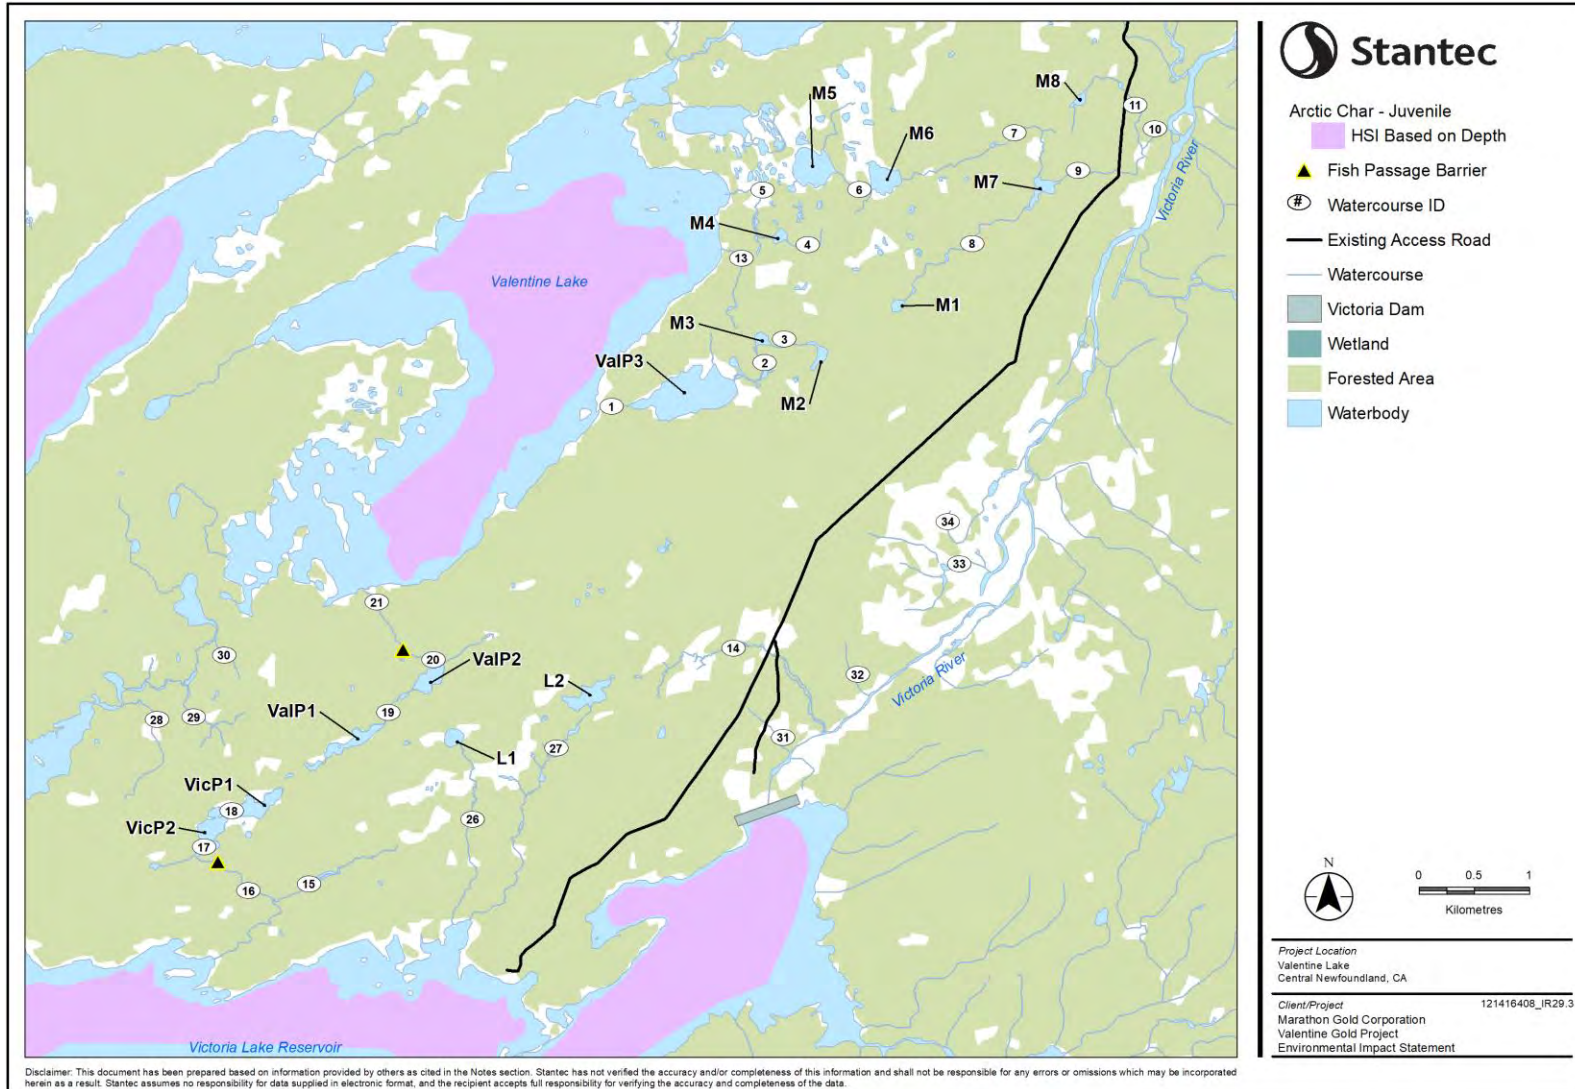 Stantec
Arctic Char - Juvenile
HSI Based on Depth
Fish Passage Barrier
# Watercourse ID
Existing Access Road
Watercourse
Victoria Dam
Wetland
Forested Area
Waterbody
N
0 0.5 1
Kilometres
Project Location
Valentine Lake
Central Newfoundland, CA
Client/Project 121416408_IR29.3
Marathon Gold Corporation
Valentine Gold Project
Environmental Impact Statement
M8
M5
11
10
7
M6
9
5
6
M7
Victoria River
M4
4
8
13
Valentine Lake
M1
M3
3
ValP3
2
M2
1
34
33
21
14
30
20
ValP2
L2
32
Victoria River
ValP1
19
28
29
31
27
L1
VicP1
18
26
VicP2
17
16
15
Victoria Lake Reservoir
Disclaimer: This document has been prepared based on information provided by others as cited in the Notes section. Stantec has not verified the accuracy and/or completeness of this information and shall not be responsible for any errors or omissions which may be incorporated
herein as a result. Stantec assumes no responsibility for data supplied in electronic format, and the recipient accepts full responsibility for verifying the accuracy and completeness of the data.